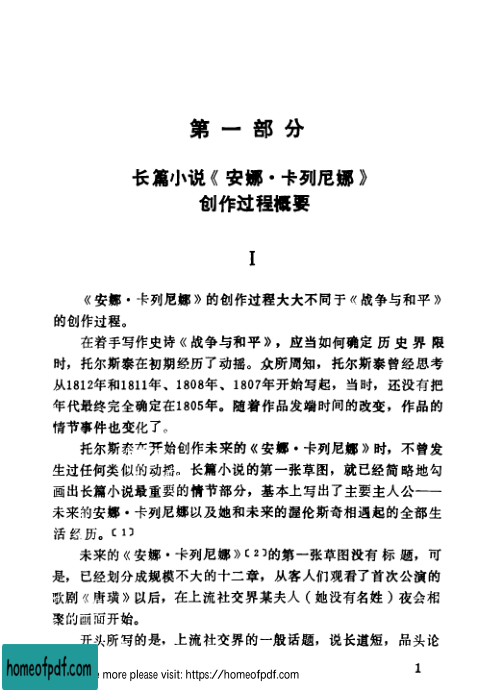 第一部分
长篇小说《安娜·卡列尼娜》
创作过程概要
I
《安娜·卡列尼娜》的创作过程大大不同于《战争与和平》
的创作过程。
在着手写作史诗《战争与和平》，应当如何确定历史界限
时，托尔斯泰在初期经历了动摇。众所周知，托尔斯泰曾经思考
从1812年和1811年、1808年、1807年开始写起，当时，还没有把
年代最终完全确定在1805年。随着作品发端时间的改变，作品的
情节事件也变化了。
托尔斯泰在开始创作未来的《安娜·卡列尼娜》时，不曾发
生过任何类似的动摇。长篇小说的第一张草图，就已经简略地勾
画出长篇小说最重要的情节部分，基本上写出了主要主人公——
未来的安娜·卡列尼娜以及她和未来的渥伦斯奇相遇起的全部生
活经历。〔1〕
未来的《安娜·卡列尼娜》〔2〕的第一张草图没有标题，可
是，已经划分成规模不大的十二章，从客人们观看了首次公演的
歌剧《唐璜》以后，在上流社交界某夫人（她没有名姓）夜会相
聚的画面开始。
开头所写的是，上流社交界的一般话题，说长道短，品头论
1
homeofpdf.com
e more please visit: https://homeofpdf.com